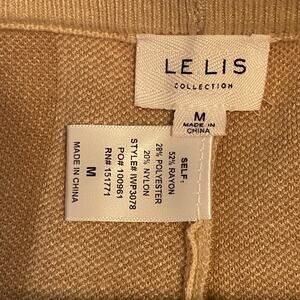 LE LIS
COLLECTION
M
MADE IN
CHINA
SELF:
52% RAYON
28% POLYESTER
20% NYLON
STYLE# IWP3078
PO# 100961
RN# 151771
MADE IN CHINA
M